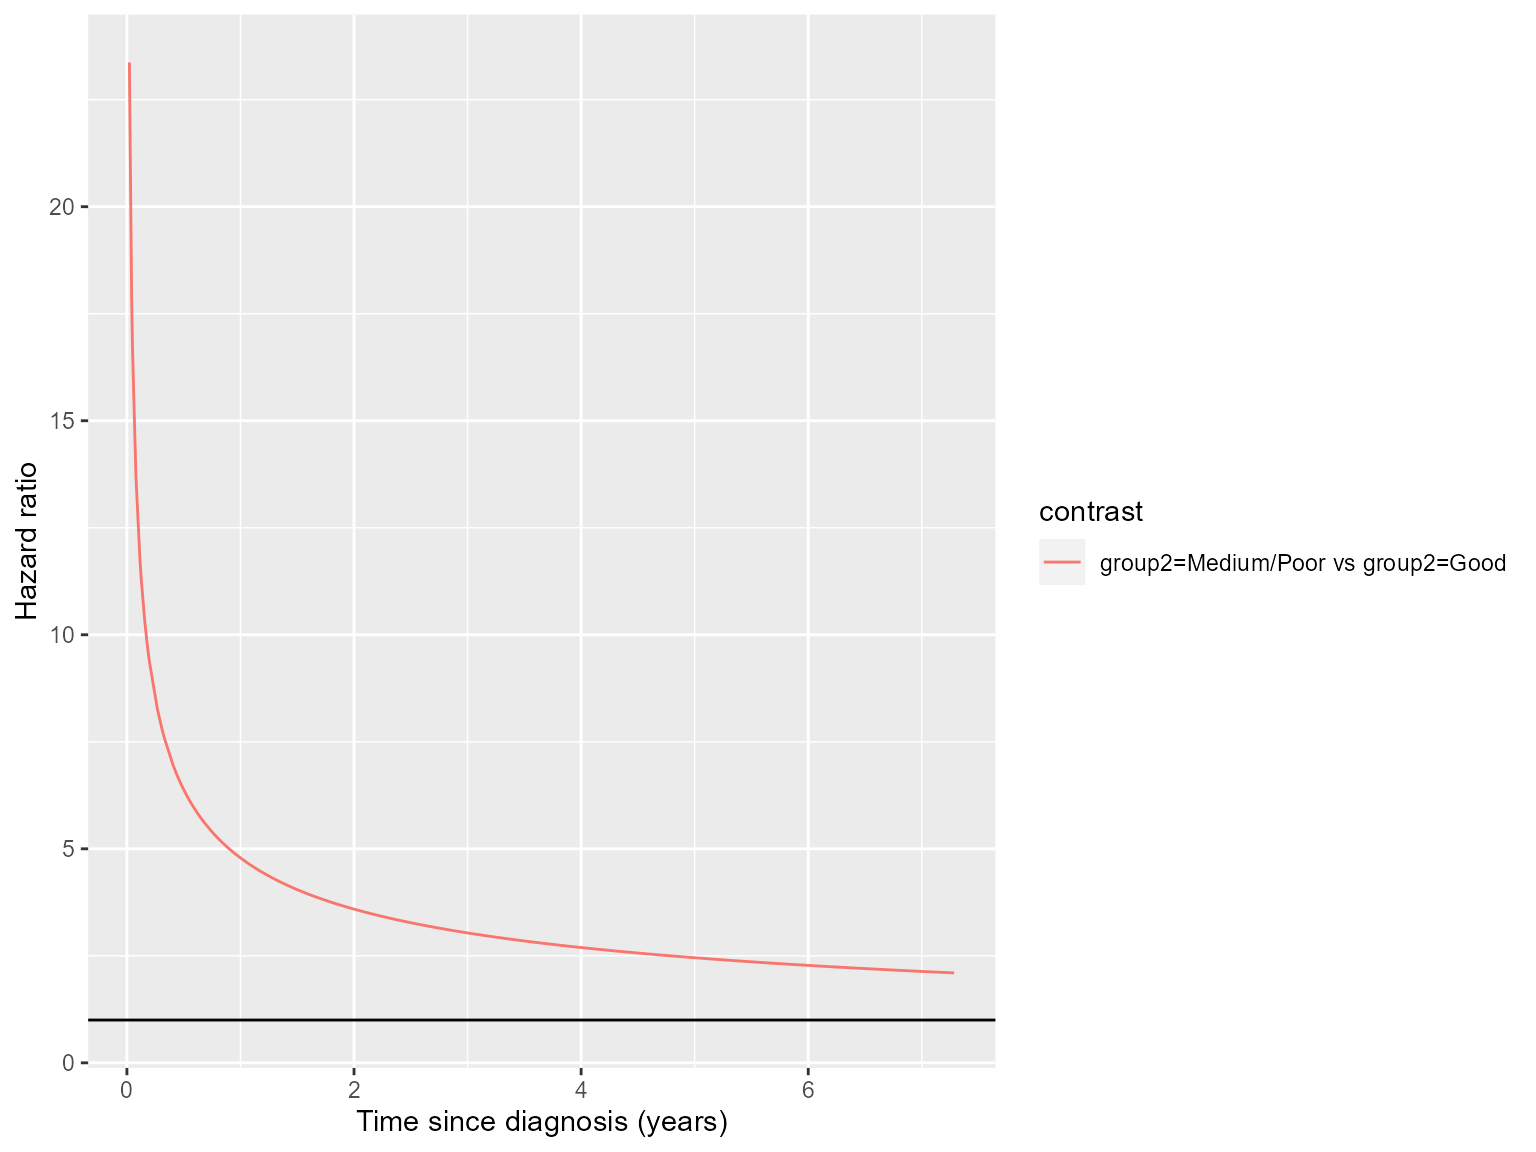 Hazard ratio
20
15
10
5
0
0 2 4 6
Time since diagnosis (years)
contrast
group2=Medium/Poor vs group2=Good